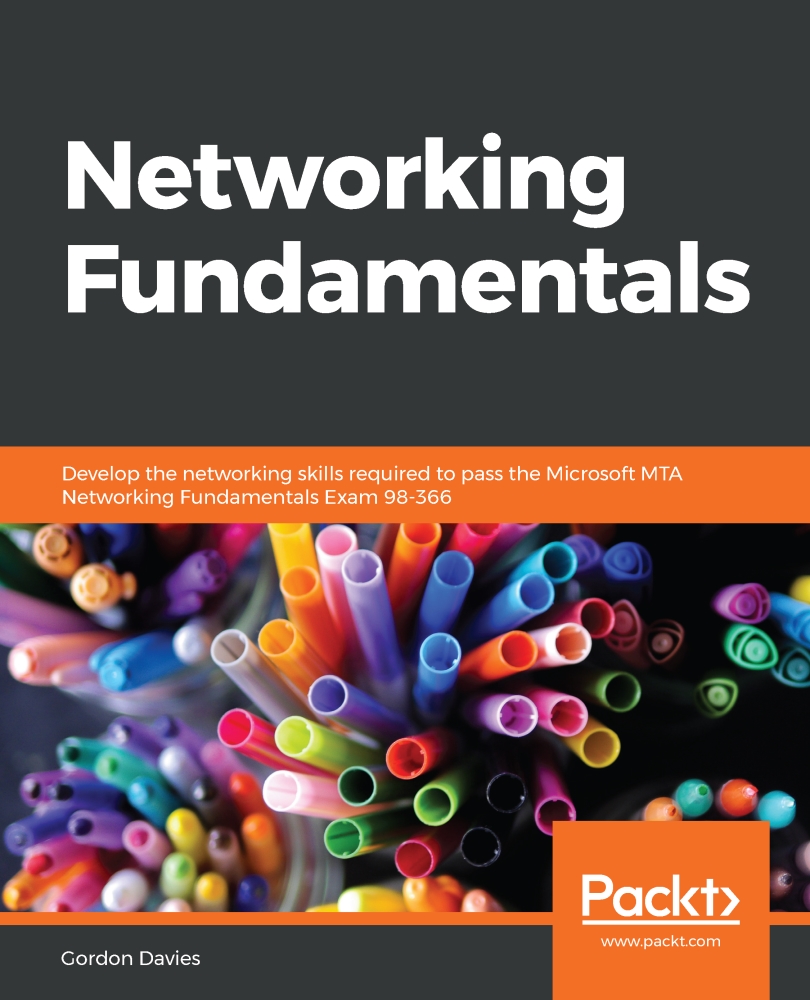 Networking
Fundamentals
Develop the networking skills required to pass the Microsoft MTA
Networking Fundamentals Exam 98-366
Packt>
www.packt.com
Gordon Davies